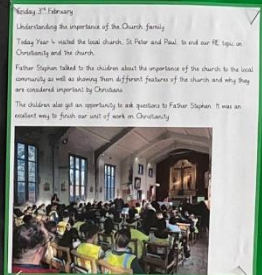 Friday 3rd February
Understanding the importance of the Church family
Today Year 4 visited the local church, St Peter and Paul, to end our RE topic on
Christianity and the church.
Father Stephen talked to the children about the importance of the church to the local
community as well as showing them different features of the church and why they
are considered important by Christians.
The children also got an opportunity to ask questions to Father Stephen. It was an
excellent way to finish our unit of work on Christianity.